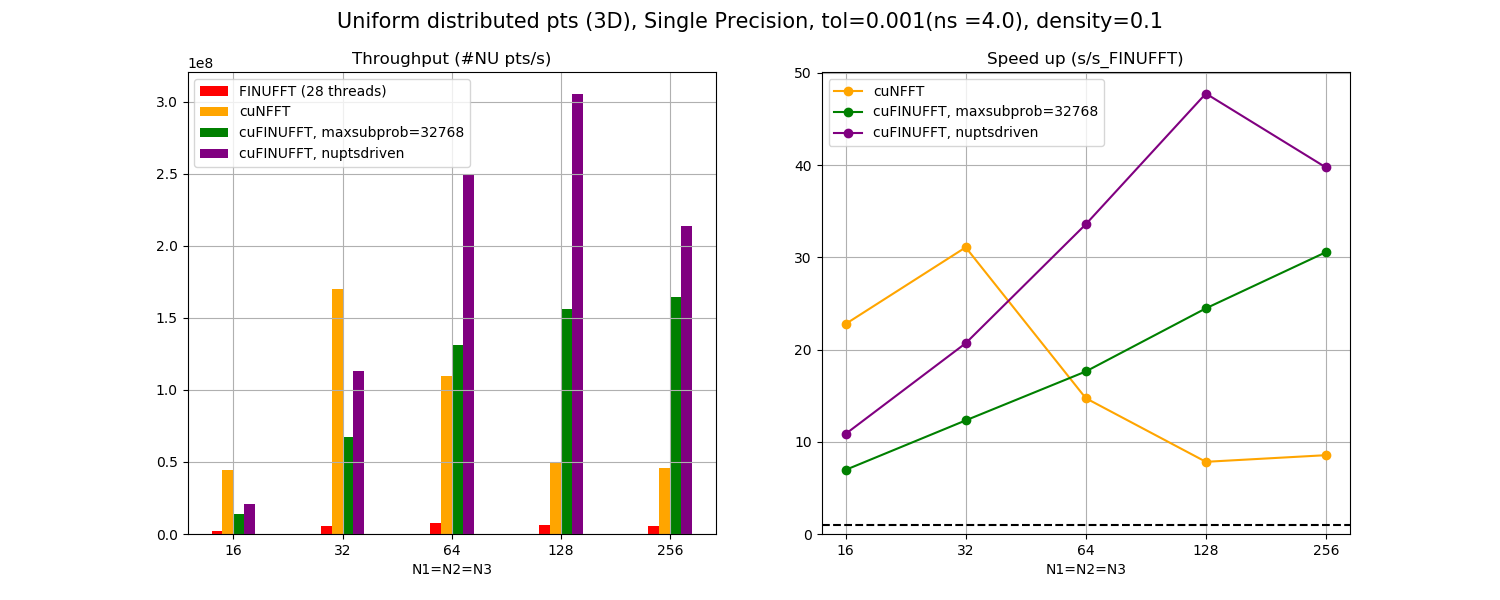 Uniform distributed pts (3D), Single Precision, tol=0.001(ns =4.0), density=0.1
Throughput (#NU pts/s)
1e8
FINUFFT (28 threads)
cuNFFT
cuFINUFFT, maxsubprob=32768
cuFINUFFT, nuptsdriven
3.0
2.5
2.0
1.5
1.0
0.5
0.0
16 32 64 128 256
N1=N2=N3
Speed up (s/s_FINUFFT)
cuNFFT
cuFINUFFT, maxsubprob=32768
cuFINUFFT, nuptsdriven
50
40
30
20
10
0
16 32 64 128 256
N1=N2=N3